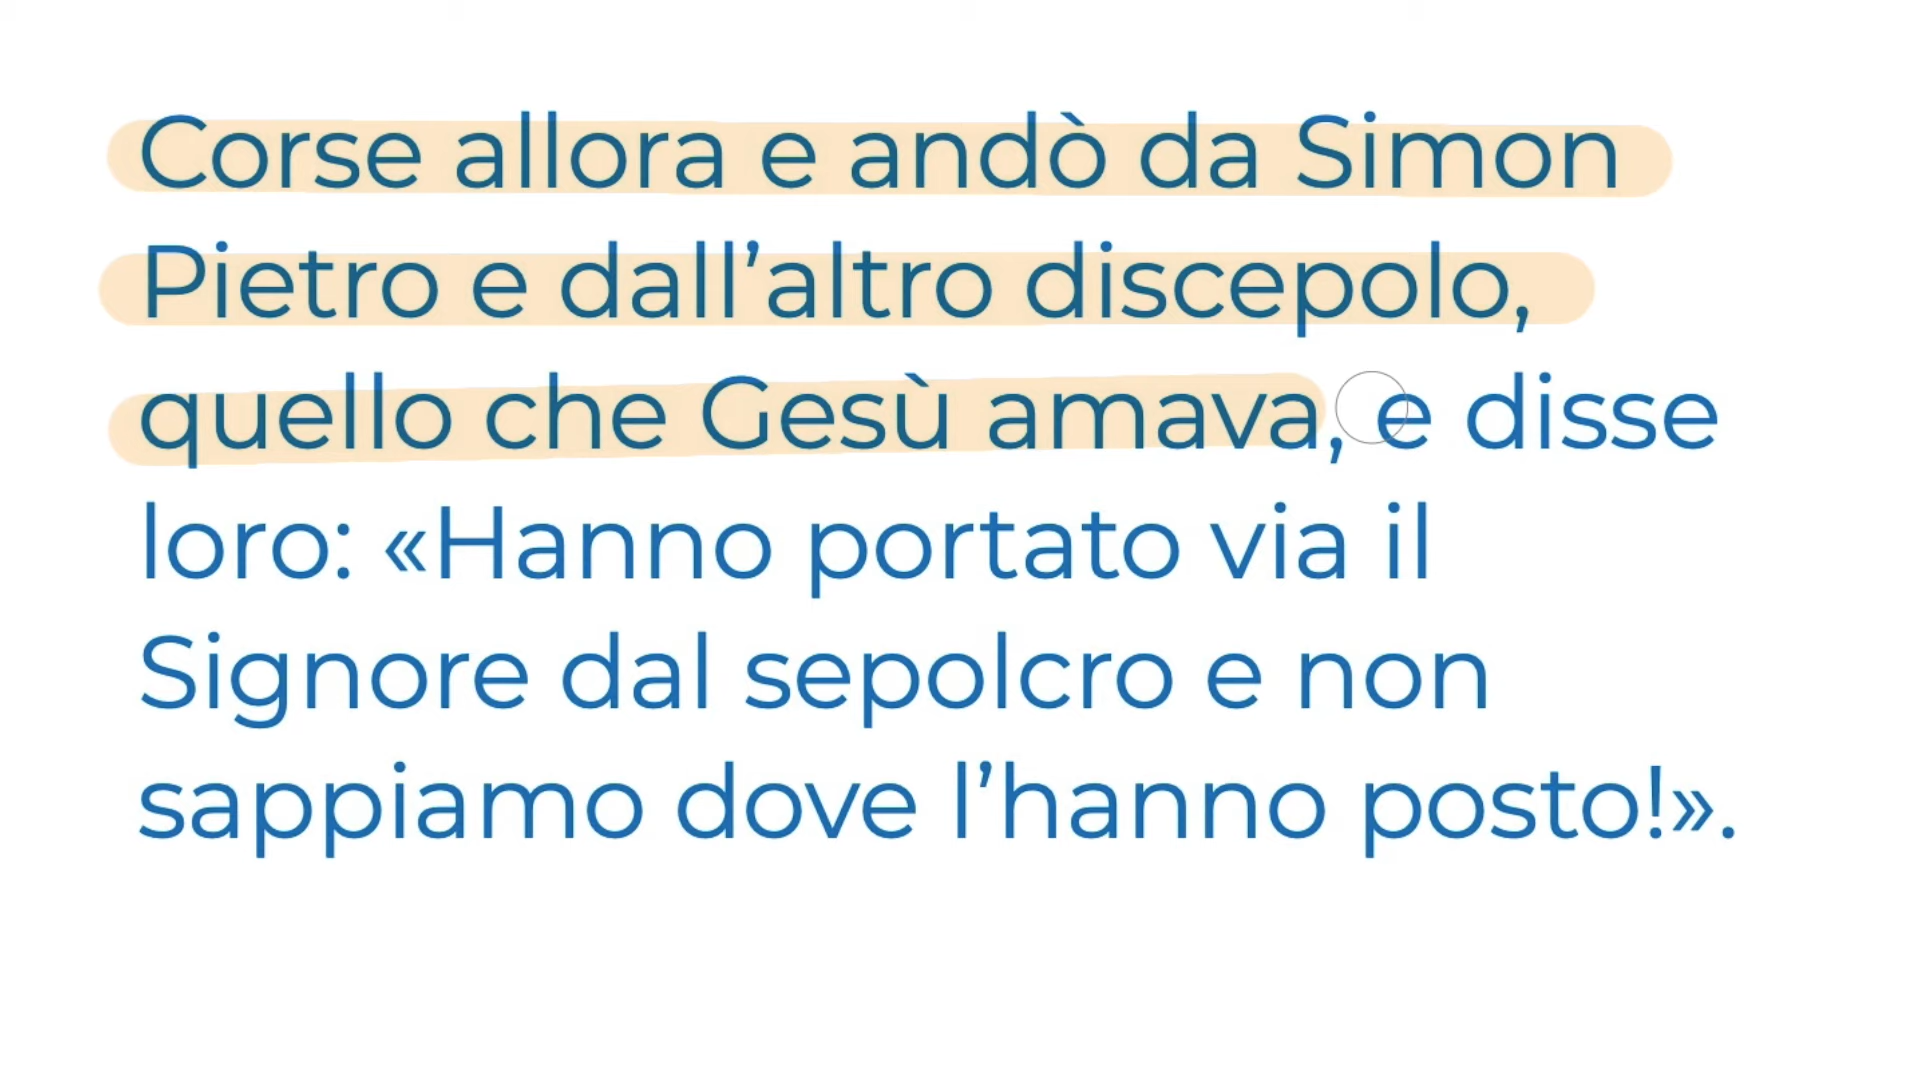 Corse allora e andò da Simon
Pietro e dall’altro discepolo,
quello che Gesù amava, e disse
loro: «Hanno portato via il
Signore dal sepolcro e non
sappiamo dove l’hanno posto!».